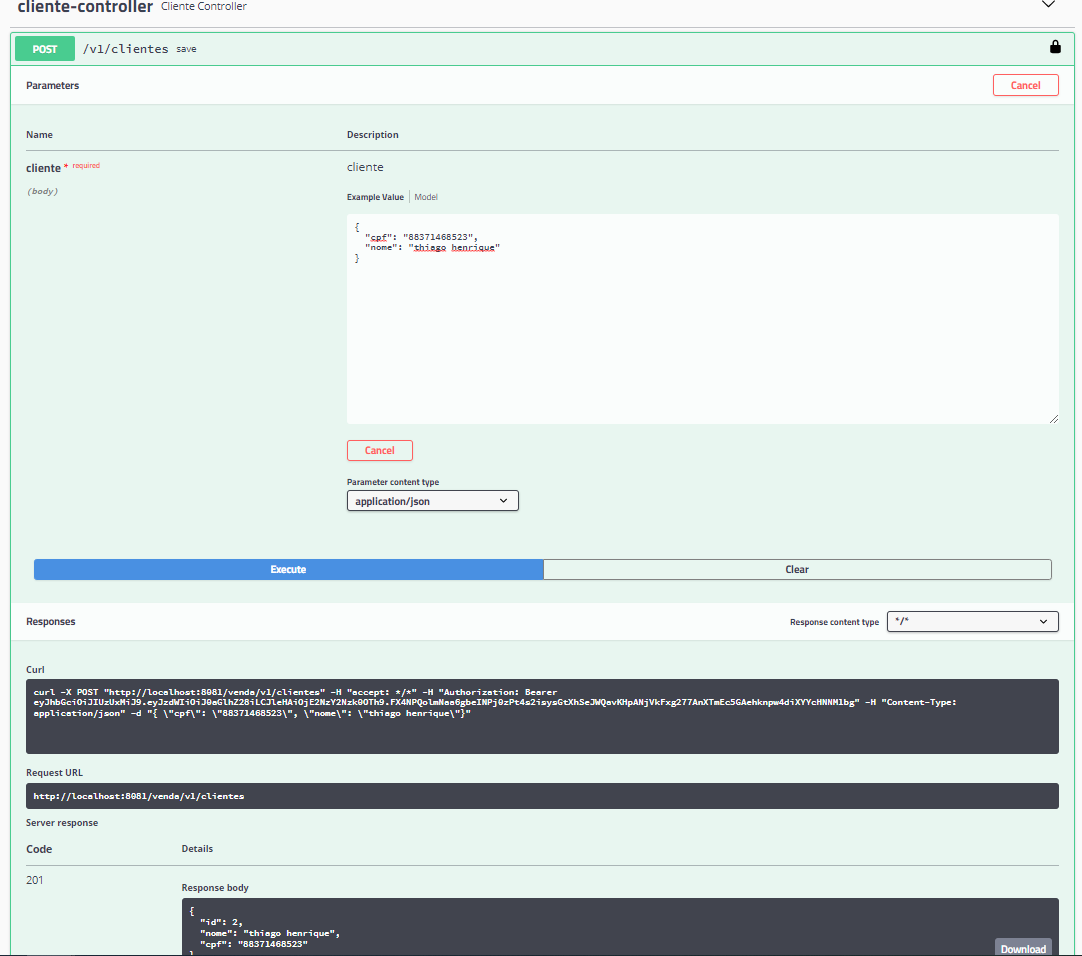 cliente-controller Cliente Controller
POST /v1/clientes save
Parameters Cancel
Name Description
cliente * required cliente
(body)
Example Value Model
{
"cpf": "88371468523",
"nome": "thiago henrique"
}
Cancel
Parameter content type
application/json
Execute Clear
Responses Response content type */*
Curl
curl -X POST "http://localhost:8081/venda/v1/clientes" -H "accept: */*" -H "Authorization: Bearer
eyJhbGciOiJIUzUxMiJ9.eyJzdWIiOiJ0aGlhZ28iLCJleHAiOjE2NzY2Nzk0OTh9.FX4NPQolmNaa6gbeINPj0zPt4s2isysGtXhSeJWQavKHpANjVkFxg277AnXTmEc5GAehknpw4diXYYcHNNM1bg" -H "Content-Type:
application/json" -d "{ \"cpf\": \"88371468523\", \"nome\": \"thiago henrique\"}"
Request URL
http://localhost:8081/venda/v1/clientes
Server response
Code Details
201
Response body
{
"id": 2,
"nome": "thiago henrique",
"cpf": "88371468523"
}
Download